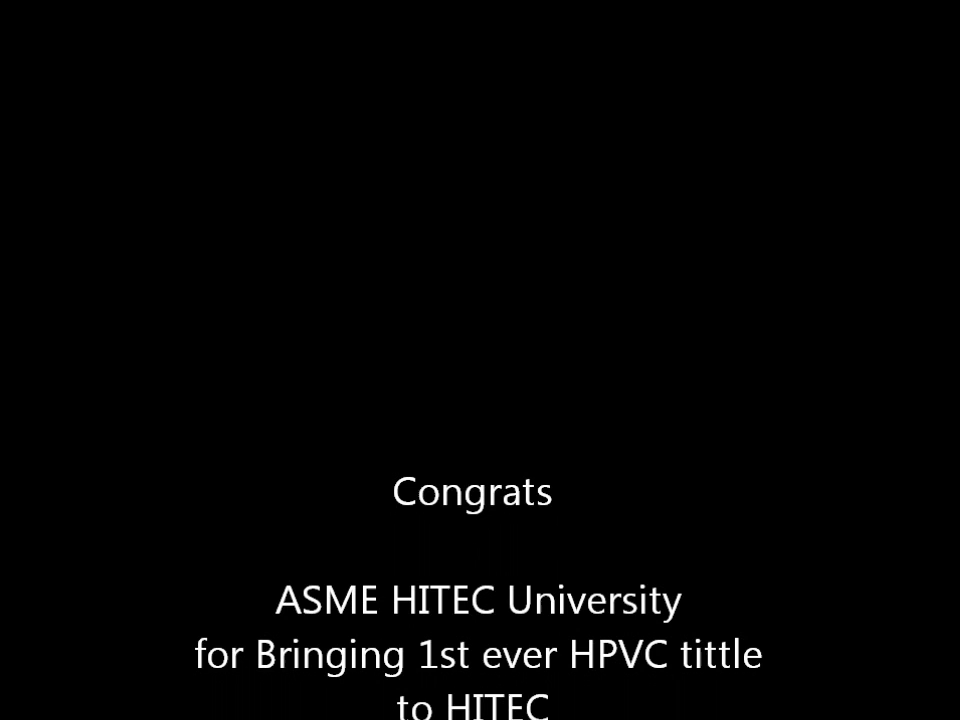 Congrats
ASME HITEC University
for Bringing 1st ever HPVC tittle
to HITEC